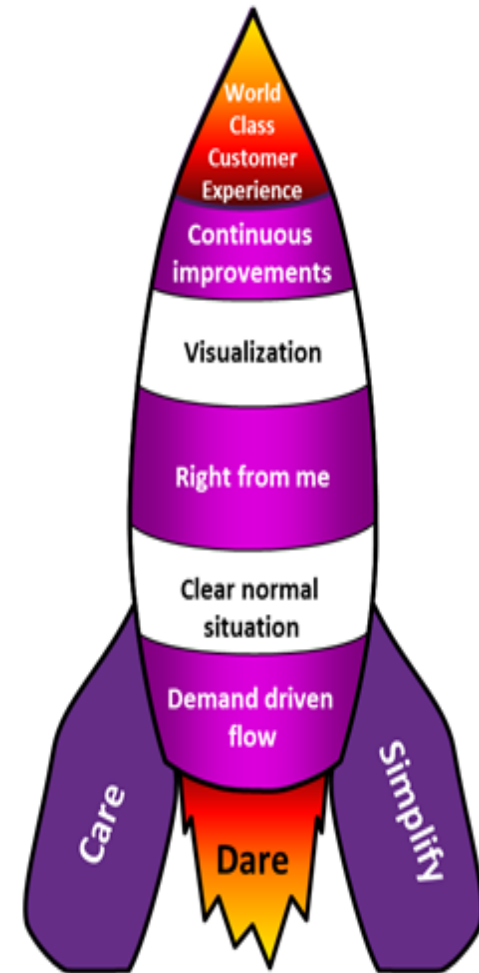 World
Class
Customer
Experience
Continuous
improvements
Visualization
Right from me
Clear normal
situation
Demand driven
flow
Care
Dare
Simplify